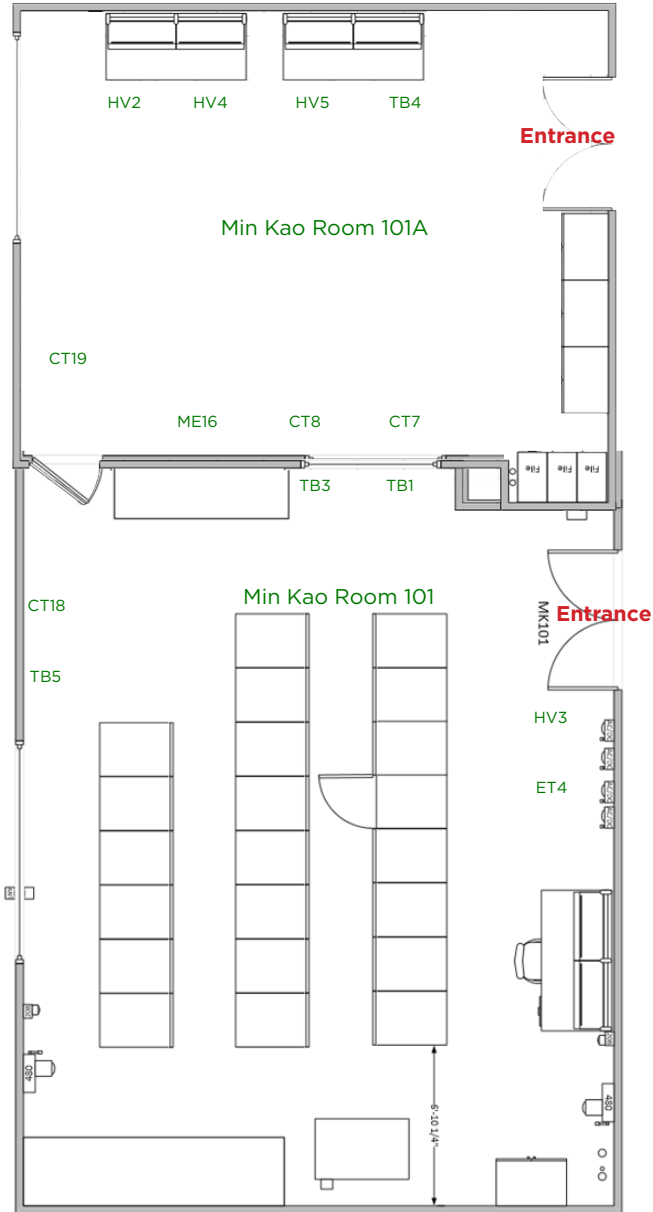 HV2 HV4 HV5 TB4
Entrance
Min Kao Room 101A
CT19
ME16 CT8 CT7
File File File
TB3 TB1
Min Kao Room 101
CT18
Entrance
MK101
TB5
HV3
ET4
480
480
6'-10 1/4"